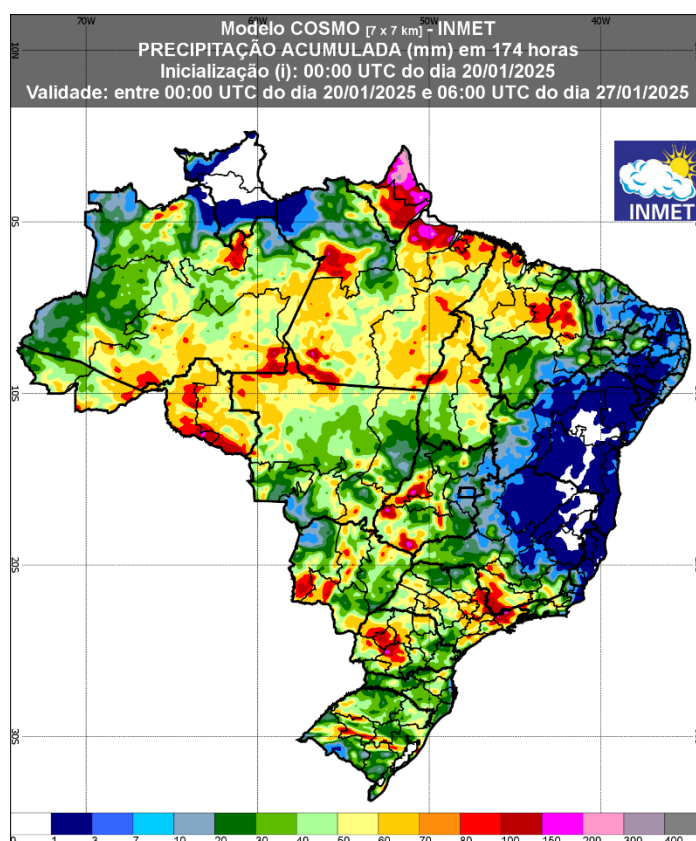 Modelo COSMO [7 x 7 km] - INMET
PRECIPITAÇÃO ACUMULADA (mm) em 174 horas
Inicialização (i): 00:00 UTC do dia 20/01/2025
Validade: entre 00:00 UTC do dia 20/01/2025 e 06:00 UTC do dia 27/01/2025
70W 60W 50W 40W
10N
INMET
10S
20S
30S
0 1 3 7 10 20 30 40 50 60 70 80 100 150 200 300 400